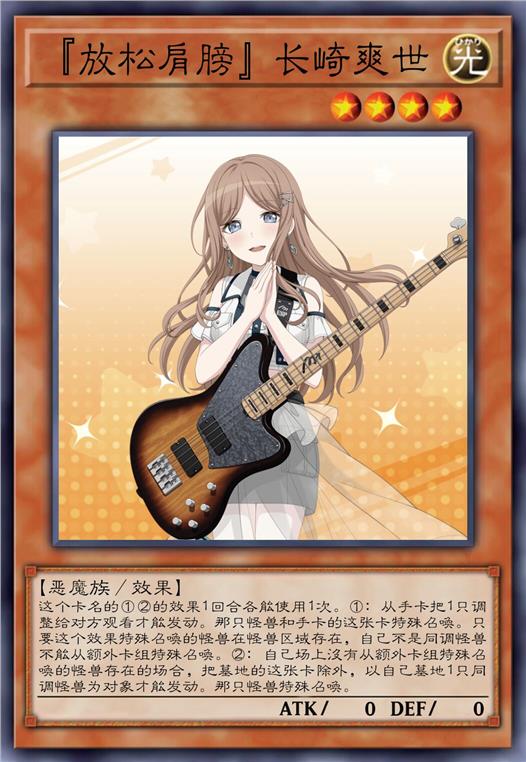 『放松肩膀』长崎爽世
ひかり
光
【恶魔族／效果】
这个卡名的①②的效果1回合各能使用1次。①：从手卡把1只调
整给对方观看才能发动。那只怪兽和手卡的这张卡特殊召唤。只
要这个效果特殊召唤的怪兽在怪兽区域存在，自己不是同调怪兽
不能从额外卡组特殊召唤。②：自己场上没有从额外卡组特殊召
唤的怪兽存在的场合，把墓地的这张卡除外，以自己墓地1只同
调怪兽为对象才能发动。那只怪兽特殊召唤。
ATK/ 0 DEF/ 0